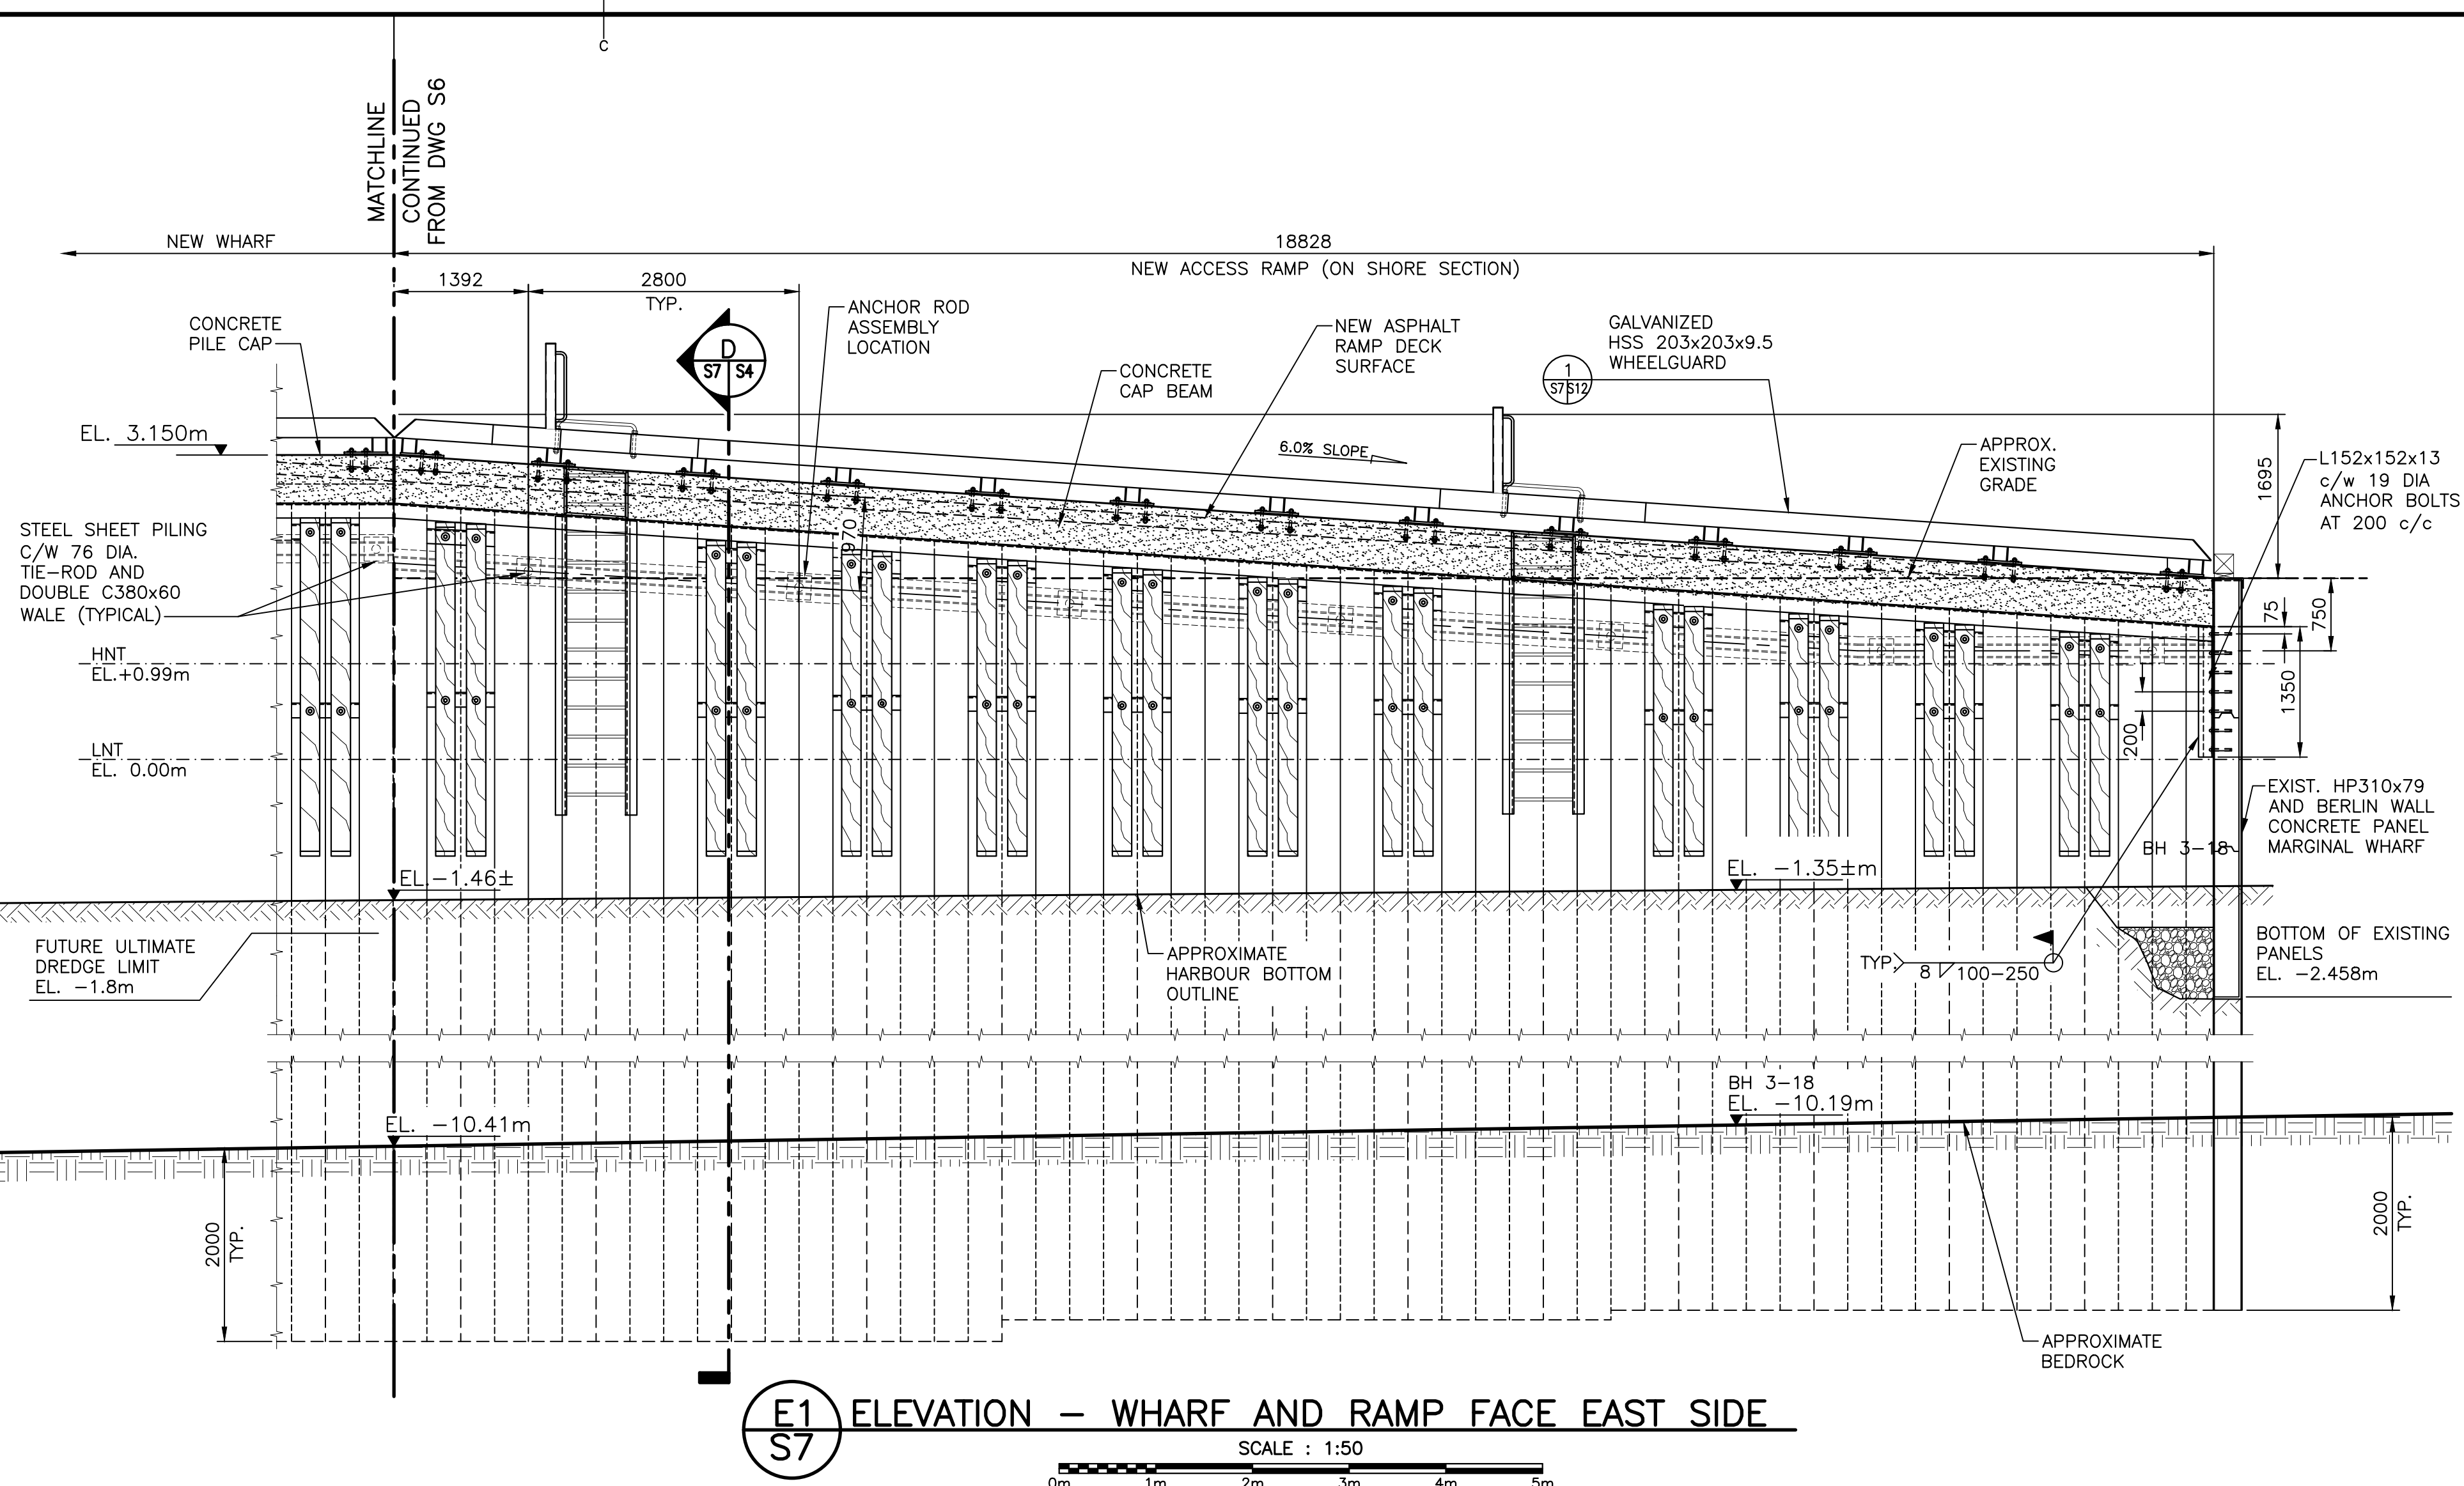 C
MATCHLINE
CONTINUED
FROM DWG S6
NEW WHARF
18828
NEW ACCESS RAMP (ON SHORE SECTION)
1392
2800
TYP.
CONCRETE
PILE CAP
D
S7 S4
ANCHOR ROD
ASSEMBLY
LOCATION
CONCRETE
CAP BEAM
NEW ASPHALT
RAMP DECK
SURFACE
1
S7 S12
GALVANIZED
HSS 203x203x9.5
WHEELGUARD
EL. 3.150m
6.0% SLOPE
APPROX.
EXISTING
GRADE
1695
L152x152x13
c/w 19 DIA
ANCHOR BOLTS
AT 200 c/c
STEEL SHEET PILING
C/W 76 DIA.
TIE-ROD AND
DOUBLE C380x60
WALE (TYPICAL)
970
75
750
1350
200
HNT
EL.+0.99m
LNT
EL. 0.00m
EXIST. HP310x79
AND BERLIN WALL
CONCRETE PANEL
MARGINAL WHARF
BH 3-18
EL.-1.46±
EL. -1.35±m
FUTURE ULTIMATE
DREDGE LIMIT
EL. -1.8m
APPROXIMATE
HARBOUR BOTTOM
OUTLINE
TYP.
8 100-250
BOTTOM OF EXISTING
PANELS
EL. -2.458m
BH 3-18
EL. -10.19m
EL. -10.41m
2000
TYP.
2000
TYP.
APPROXIMATE
BEDROCK
E1
S7
ELEVATION - WHARF AND RAMP FACE EAST SIDE
SCALE : 1:50
0m 1m 2m 3m 4m 5m